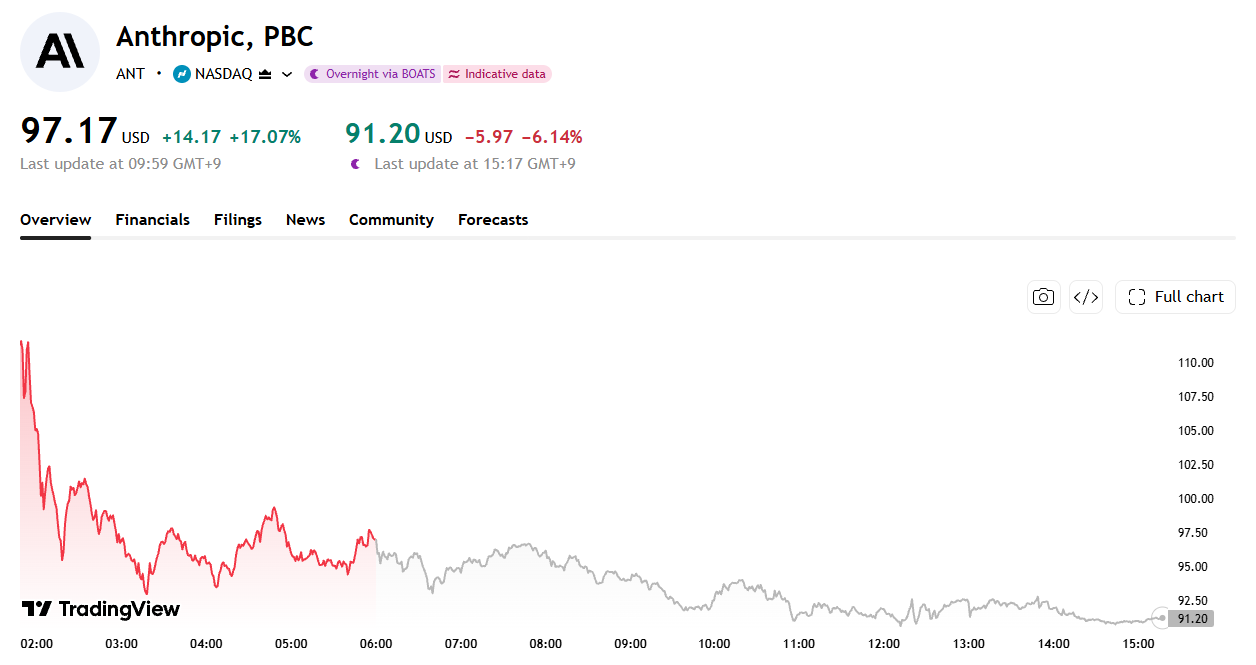 Anthropic, PBC
ANT • NASDAQ Overnight via BOATS Indicative data
97.17 USD +14.17 +17.07% 91.20 USD −5.97 −6.14%
Last update at 09:59 GMT+9 Last update at 15:17 GMT+9
Overview Financials Filings News Community Forecasts
</> Full chart
110.00
107.50
105.00
102.50
100.00
97.50
95.00
92.50
91.20
TradingView
02:00 03:00 04:00 05:00 06:00 07:00 08:00 09:00 10:00 11:00 12:00 13:00 14:00 15:00